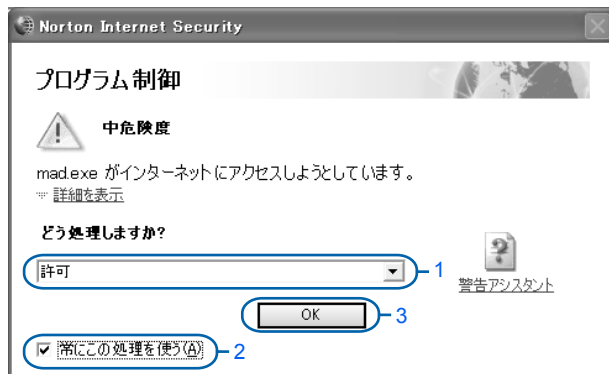 Norton Internet Security
プログラム制御
中危険度
mad.exe がインターネットにアクセスしようとしています。
詳細を表示
どう処理しますか?
許可
1
警告アシスタント
OK
3
常にこの処理を使う(A)
2